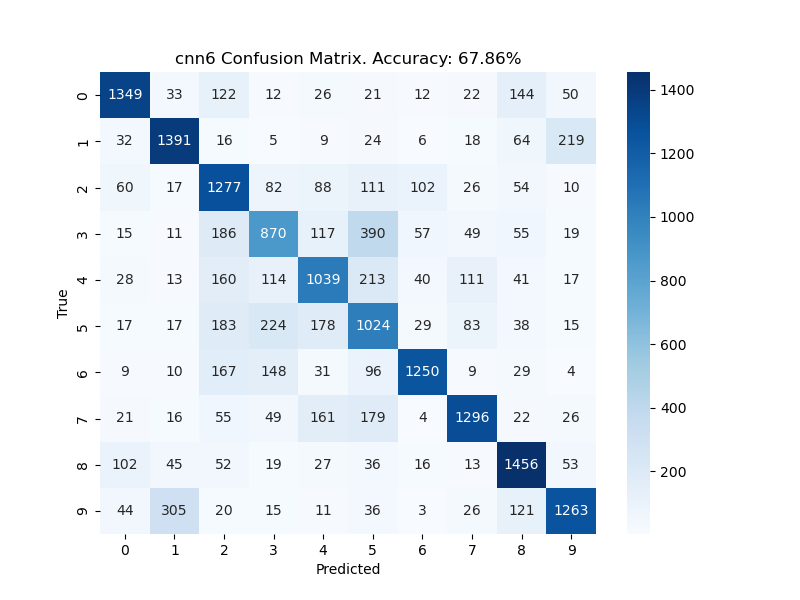 cnn6 Confusion Matrix. Accuracy: 67.86%
0 1349 33 122 12 26 21 12 22 144 50
1 32 1391 16 5 9 24 6 18 64 219
2 60 17 1277 82 88 111 102 26 54 10
3 15 11 186 870 117 390 57 49 55 19
4 28 13 160 114 1039 213 40 111 41 17
5 17 17 183 224 178 1024 29 83 38 15
6 9 10 167 148 31 96 1250 9 29 4
7 21 16 55 49 161 179 4 1296 22 26
8 102 45 52 19 27 36 16 13 1456 53
9 44 305 20 15 11 36 3 26 121 1263
0 1 2 3 4 5 6 7 8 9
Predicted
True
1400
1200
1000
800
600
400
200